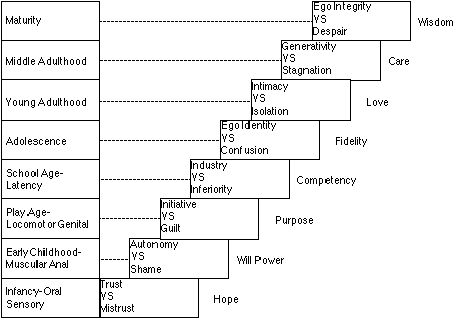 Maturity
Ego Integrity
VS
Despair
Wisdom
Middle Adulthood
Generativity
VS
Stagnation
Care
Young Adulthood
Intimacy
VS
Isolation
Love
Adolescence
Ego Identity
VS
Confusion
Fidelity
School Age-
Latency
Industry
VS
Inferiority
Competency
Play Age-
Locomotor Genital
Initiative
VS
Guilt
Purpose
Early Childhood-
Muscular Anal
Autonomy
VS
Shame
Will Power
Infancy-Oral
Sensory
Trust
VS
Mistrust
Hope